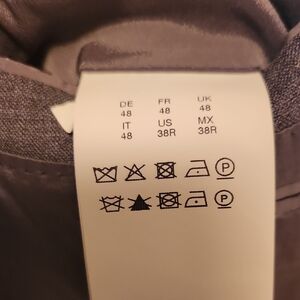 DE FR UK
48 48 48
IT US MX
48 38R 38R
P
P